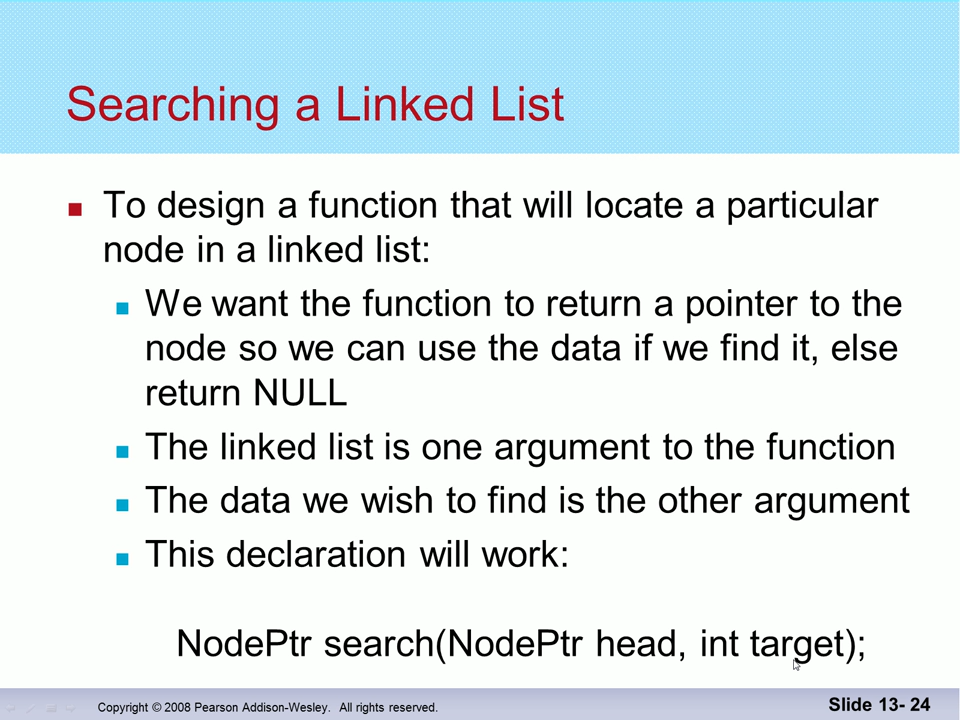 Searching a Linked List
To design a function that will locate a particular
node in a linked list:
We want the function to return a pointer to the
node so we can use the data if we find it, else
return NULL
The linked list is one argument to the function
The data we wish to find is the other argument
This declaration will work:
NodePtr search(NodePtr head, int target);
Copyright © 2008 Pearson Addison-Wesley. All rights reserved.
Slide 13- 24